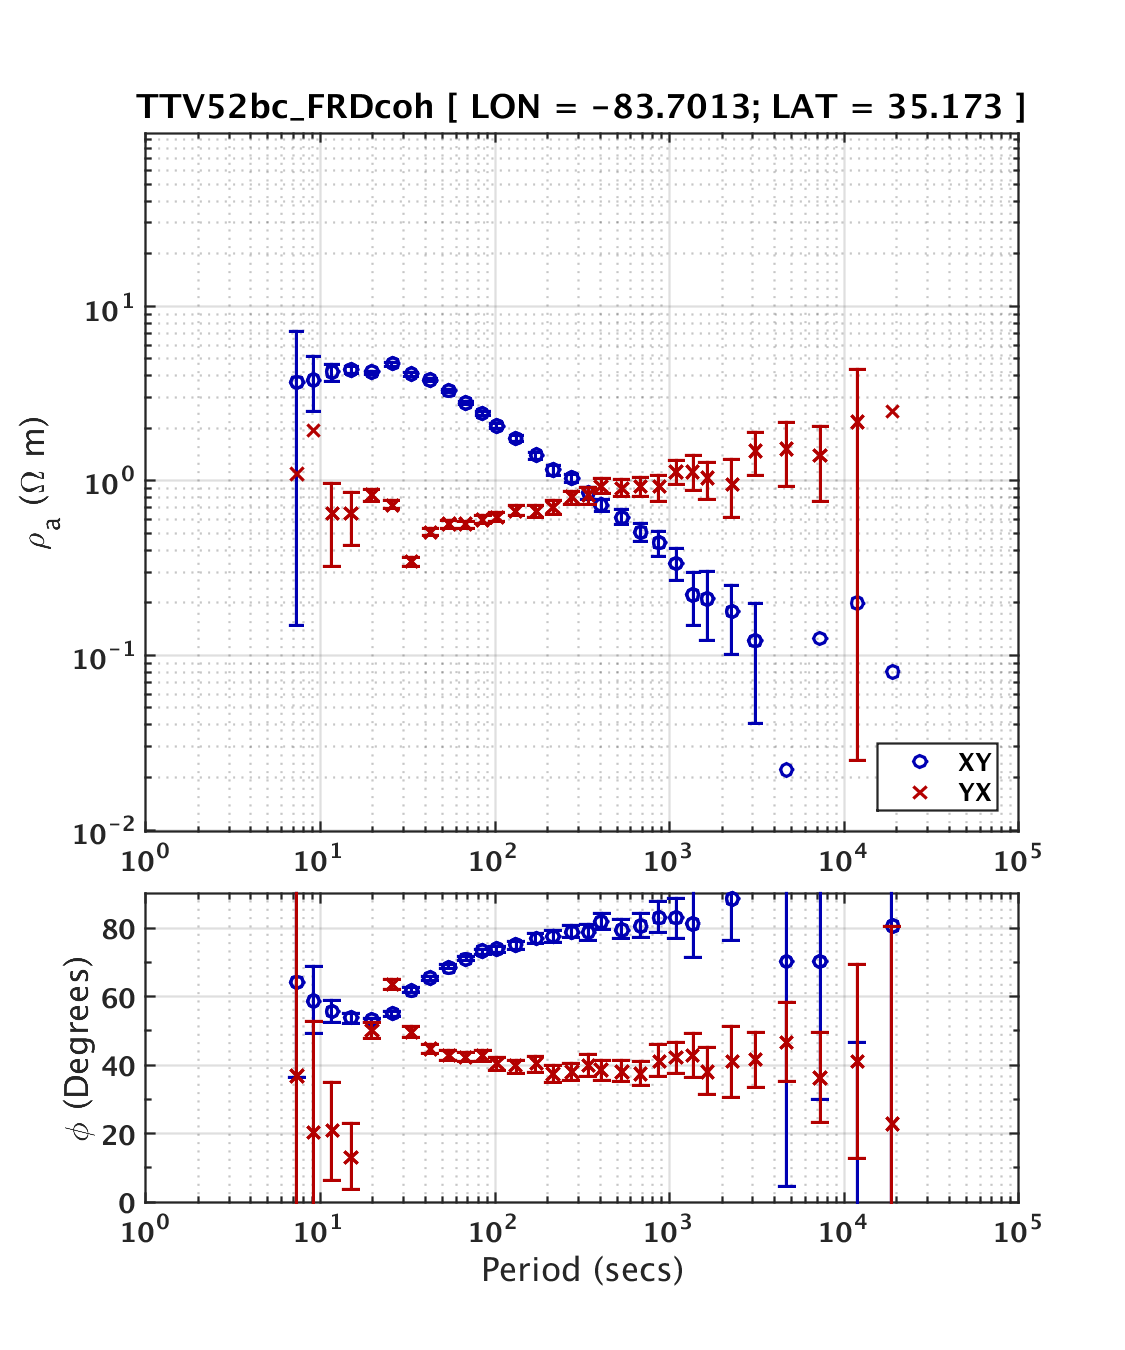 TTV52bc_FRDcoh [ LON = −83.7013; LAT = 35.173 ]
ρa (Ω m)
10^1
10^0
10^−1
10^−2
10^0 10^1 10^2 10^3 10^4 10^5
XY
YX
ϕ (Degrees)
80
60
40
20
0
10^0 10^1 10^2 10^3 10^4 10^5
Period (secs)